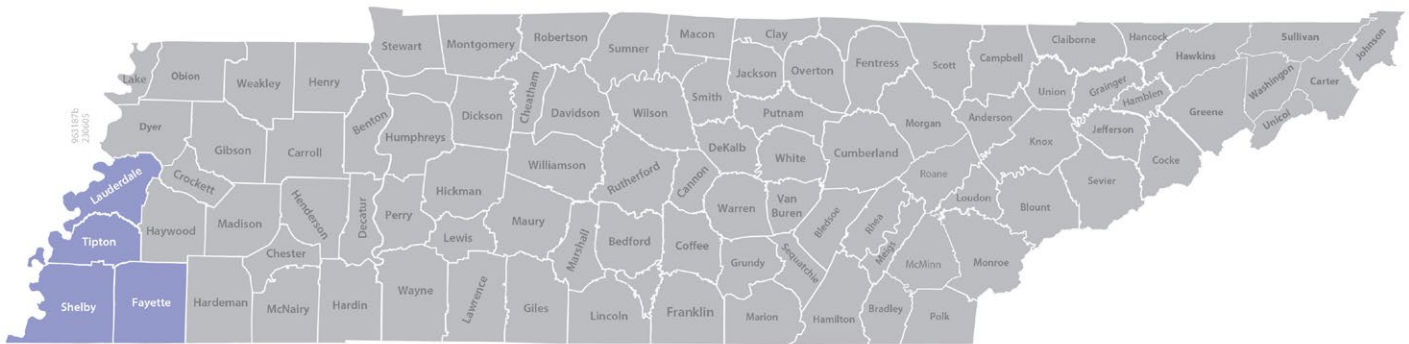 Lake
Obion
Weakley
Henry
Stewart
Montgomery
Robertson
Sumner
Macon
Clay
Jackson
Overton
Fentress
Scott
Campbell
Claiborne
Hancock
Hawkins
Sullivan
Johnson
Washingon
Carter
Unicoi
Greene
Union
Grainger
Hamblen
963187b
230605
Dyer
Gibson
Carroll
Benton
Humphreys
Dickson
Cheatham
Davidson
Wilson
Smith
Putnam
DeKalb
White
Cumberland
Morgan
Anderson
Knox
Jefferson
Cocke
Sevier
Lauderdale
Crockett
Haywood
Madison
Henderson
Decatur
Perry
Hickman
Williamson
Rutherford
Cannon
Warren
Van
Buren
Bledsoe
Rhea
Meigs
Roane
Loudon
Blount
Tipton
Chester
Lewis
Maury
Marshall
Bedford
Coffee
Grundy
Sequatchie
McMinn
Monroe
Shelby
Fayette
Hardeman
McNairy
Hardin
Wayne
Lawrence
Giles
Lincoln
Franklin
Marion
Hamilton
Bradley
Polk